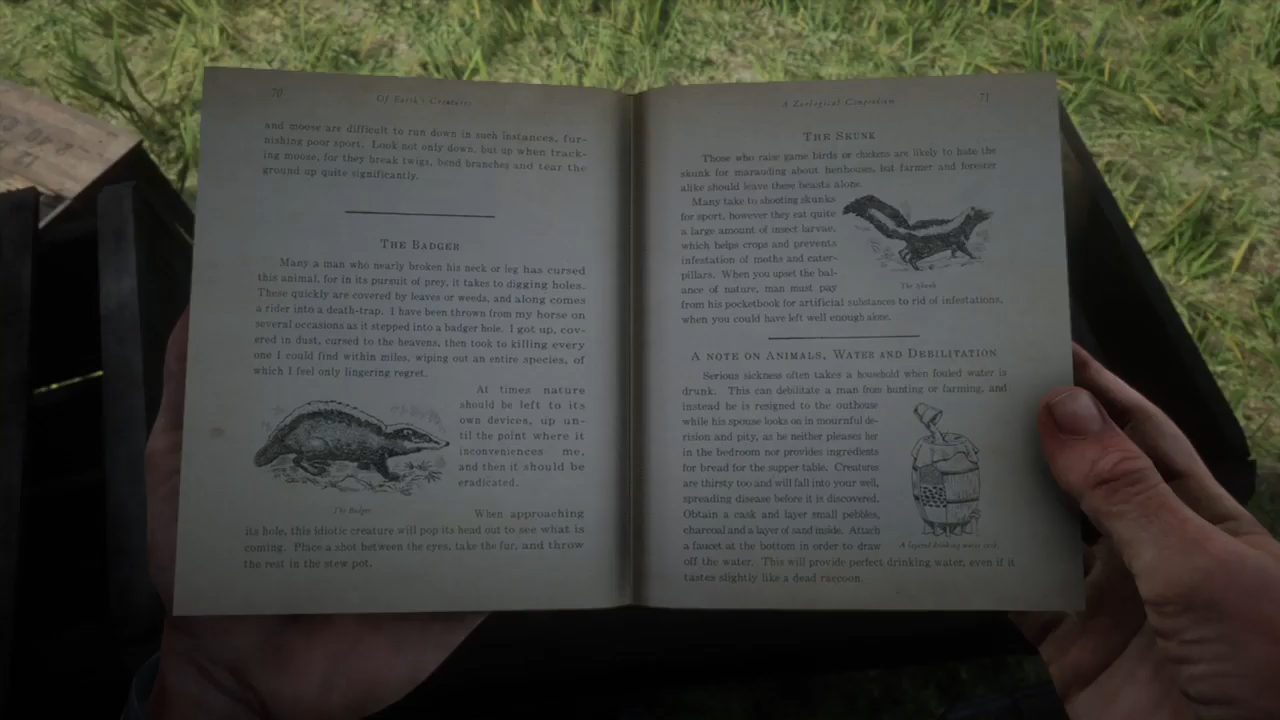 70
Of Earth's Creatures
and moose are difficult to run down in such instances, fur-
nishing poor sport. Look not only down, but up when track-
ing moose, for they break twigs, bend branches and tear the
ground up quite significantly.
The Badger
Many a man who nearly broken his neck or leg has cursed
this animal, for in its pursuit of prey, it takes to digging holes.
These quickly are covered by leaves or weeds, and along comes
a rider into a death-trap. I have been thrown from my horse on
several occasions as it stepped into a badger hole. I got up, cov-
ered in dust, cursed to the heavens, then took to killing every
one I could find within miles, wiping out an entire species, of
which I feel only lingering regret.
At times nature
should be left to its
own devices, up un-
til the point where it
inconveniences me,
and then it should be
eradicated.
The Badger
When approaching
its hole, this idiotic creature will pop its head out to see what is
coming. Place a shot between the eyes, take the fur, and throw
the rest in the stew pot.
A Zoological Compendium
71
The Skunk
Those who raise game birds or chickens are likely to hate the
skunk for marauding about henhouses, but farmer and forester
alike should leave these beasts alone.
Many take to shooting skunks
for sport, however they eat quite
a large amount of insect larvae,
which helps crops and prevents
infestation of moths and cater-
pillars. When you upset the bal-
ance of nature, man must pay
The Skunk
from his pocketbook for artificial substances to rid of infestations,
when you could have left well enough alone.
A note on Animals, Water and Debilitation
Serious sickness often takes a household when fouled water is
drunk. This can debilitate a man from hunting or farming, and
instead he is resigned to the outhouse
while his spouse looks on in mournful de-
rision and pity, as he neither pleases her
in the bedroom nor provides ingredients
for bread for the supper table. Creatures
are thirsty too and will fall into your well,
spreading disease before it is discovered.
Obtain a cask and layer small pebbles,
charcoal and a layer of sand inside. Attach
a faucet at the bottom in order to draw
A layered drinking water cask
off the water. This will provide perfect drinking water, even if it
tastes slightly like a dead raccoon.